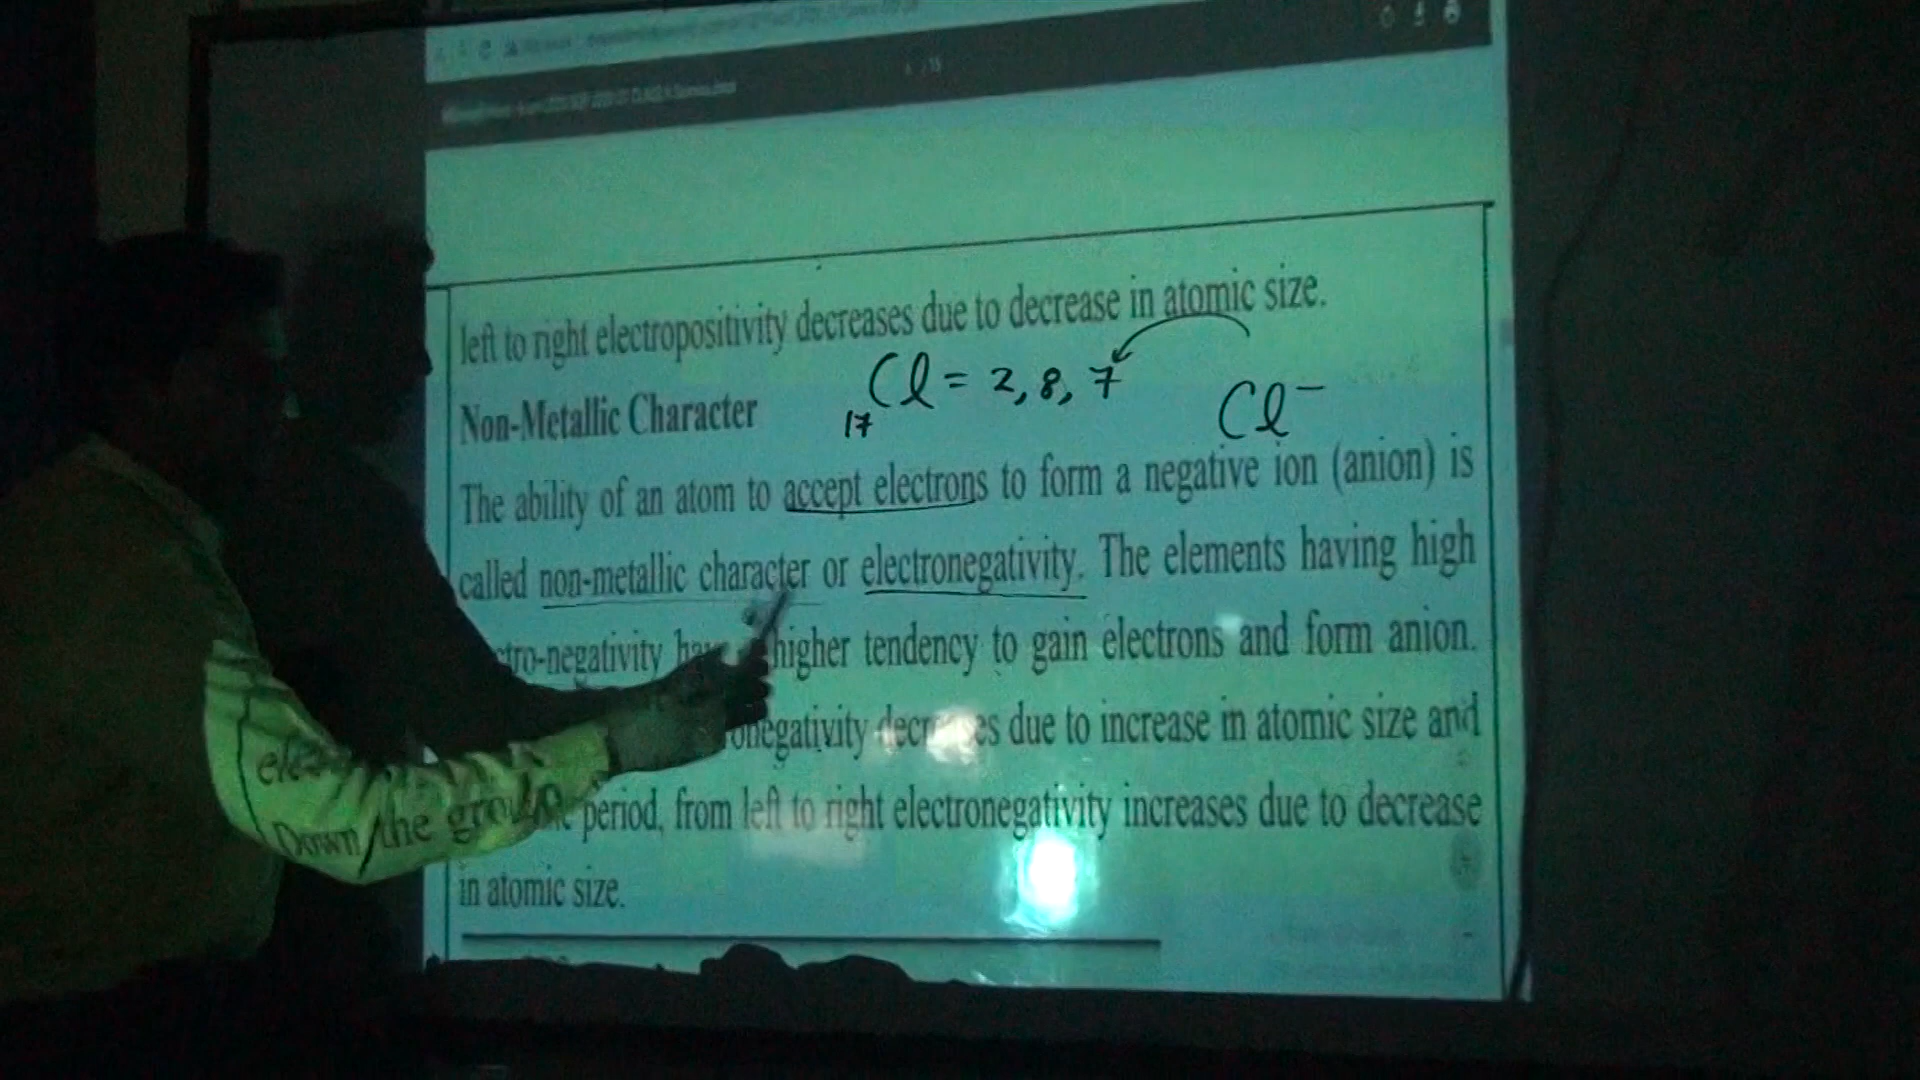 left to right electropositivity decreases due to decrease in atomic size.
17Cl = 2,8,7 Cl⁻
Non-Metallic Character
The ability of an atom to accept electrons to form a negative ion (anion) is
called non-metallic character or electronegativity. The elements having high
higher tendency to gain electrons and form anion.
decreases due to increase in atomic size and
Down the period, from left to right electronegativity increases due to decrease
in atomic size.